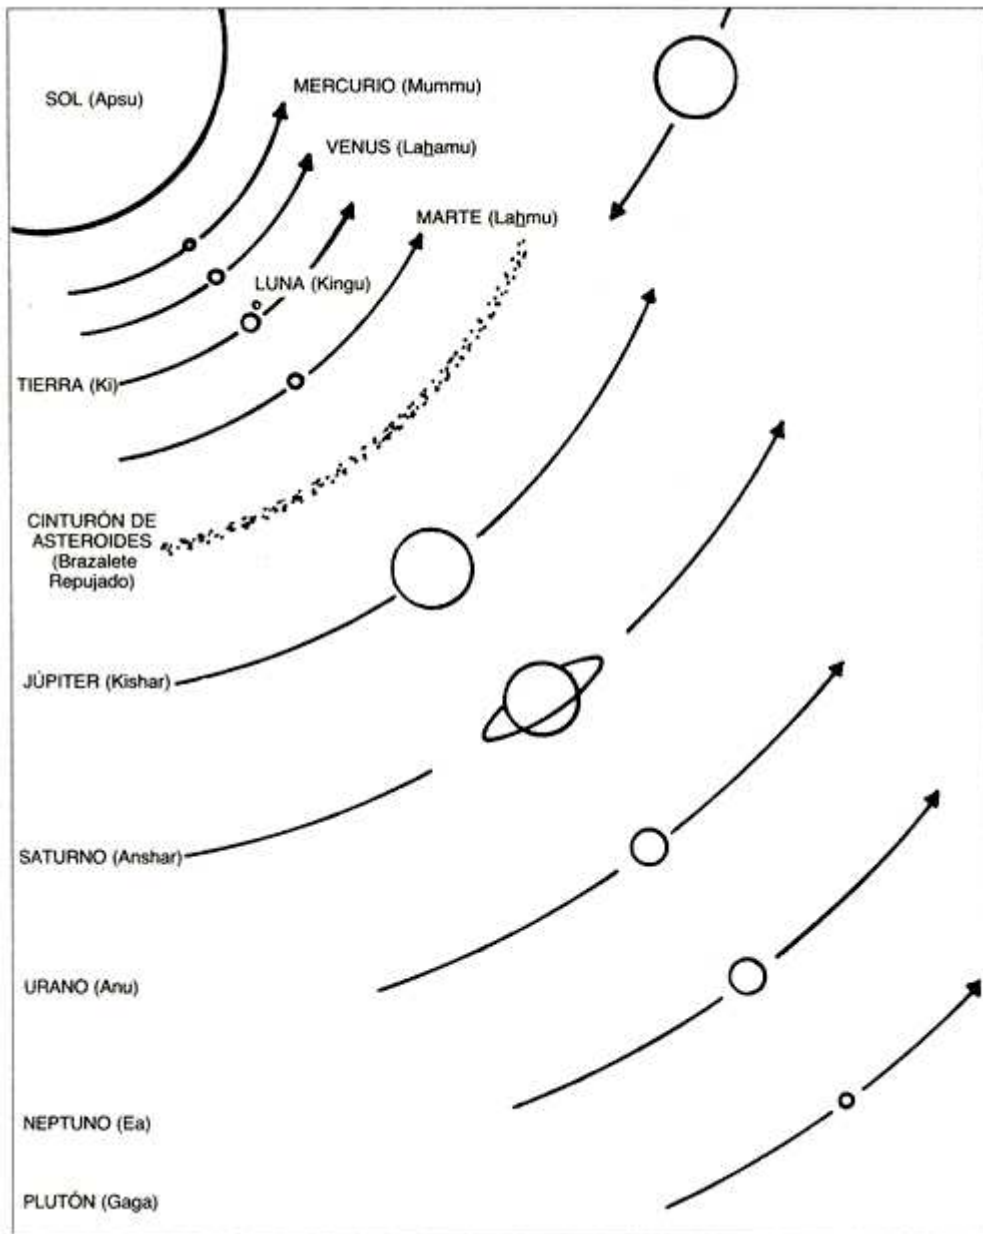 SOL (Apsu)
MERCURIO (Mummu)
VENUS (Lahamu)
MARTE (Lahmu)
LUNA (Kingu)
TIERRA (Ki)
CINTURÓN DE
ASTEROIDES
(Brazalete
Repujado)
JÚPITER (Kishar)
SATURNO (Anshar)
URANO (Anu)
NEPTUNO (Ea)
PLUTÓN (Gaga)